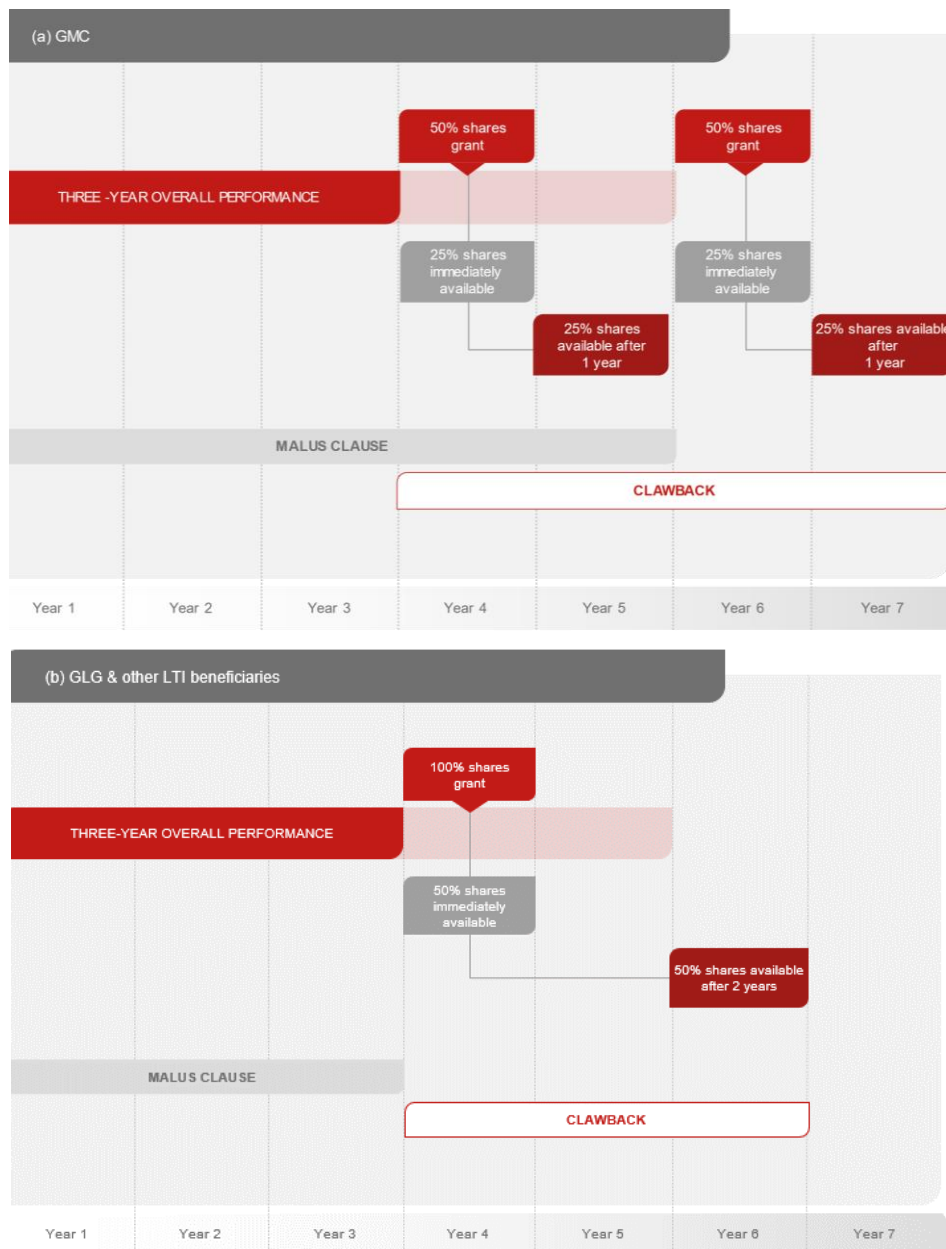 (a) GMC
50% shares
grant
50% shares
grant
THREE -YEAR OVERALL PERFORMANCE
25% shares
immediately
available
25% shares
immediately
available
25% shares
available after
1 year
25% shares available
after
1 year
MALUS CLAUSE
CLAWBACK
Year 1
Year 2
Year 3
Year 4
Year 5
Year 6
Year 7
(b) GLG & other LTI beneficiaries
100% shares
grant
THREE-YEAR OVERALL PERFORMANCE
50% shares
immediately
available
50% shares available
after 2 years
MALUS CLAUSE
CLAWBACK
Year 1
Year 2
Year 3
Year 4
Year 5
Year 6
Year 7